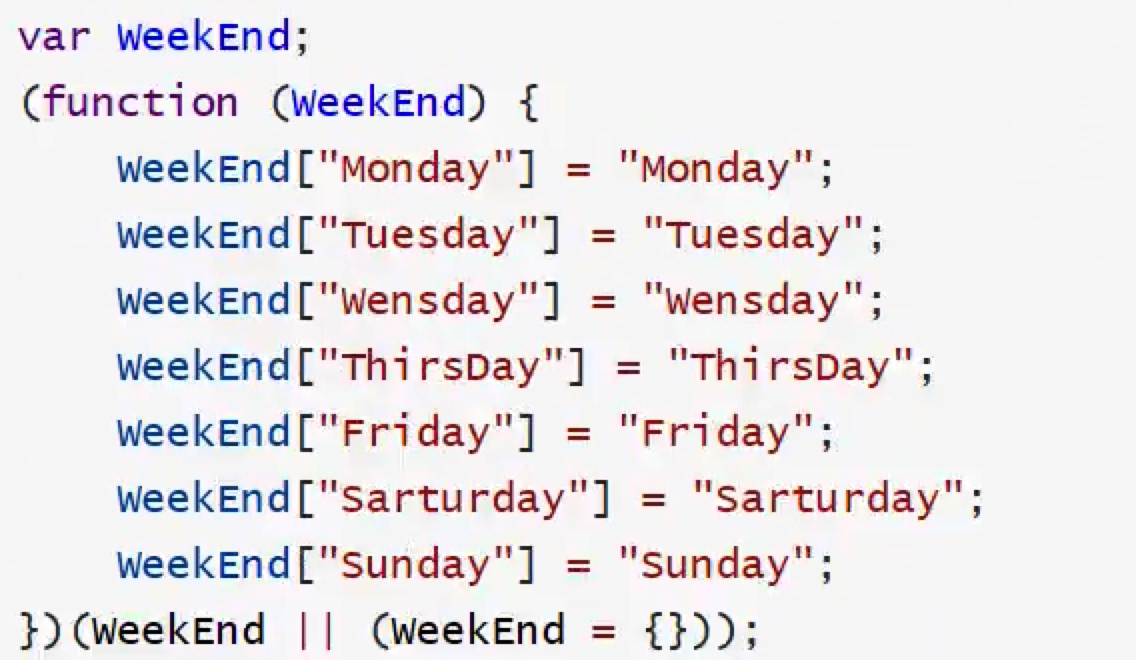 var WeekEnd;
(function (WeekEnd) {
    WeekEnd["Monday"] = "Monday";
    WeekEnd["Tuesday"] = "Tuesday";
    WeekEnd["Wensday"] = "Wensday";
    WeekEnd["ThirsDay"] = "ThirsDay";
    WeekEnd["Friday"] = "Friday";
    WeekEnd["Sarturday"] = "Sarturday";
    WeekEnd["Sunday"] = "Sunday";
})(WeekEnd || (WeekEnd = {}));